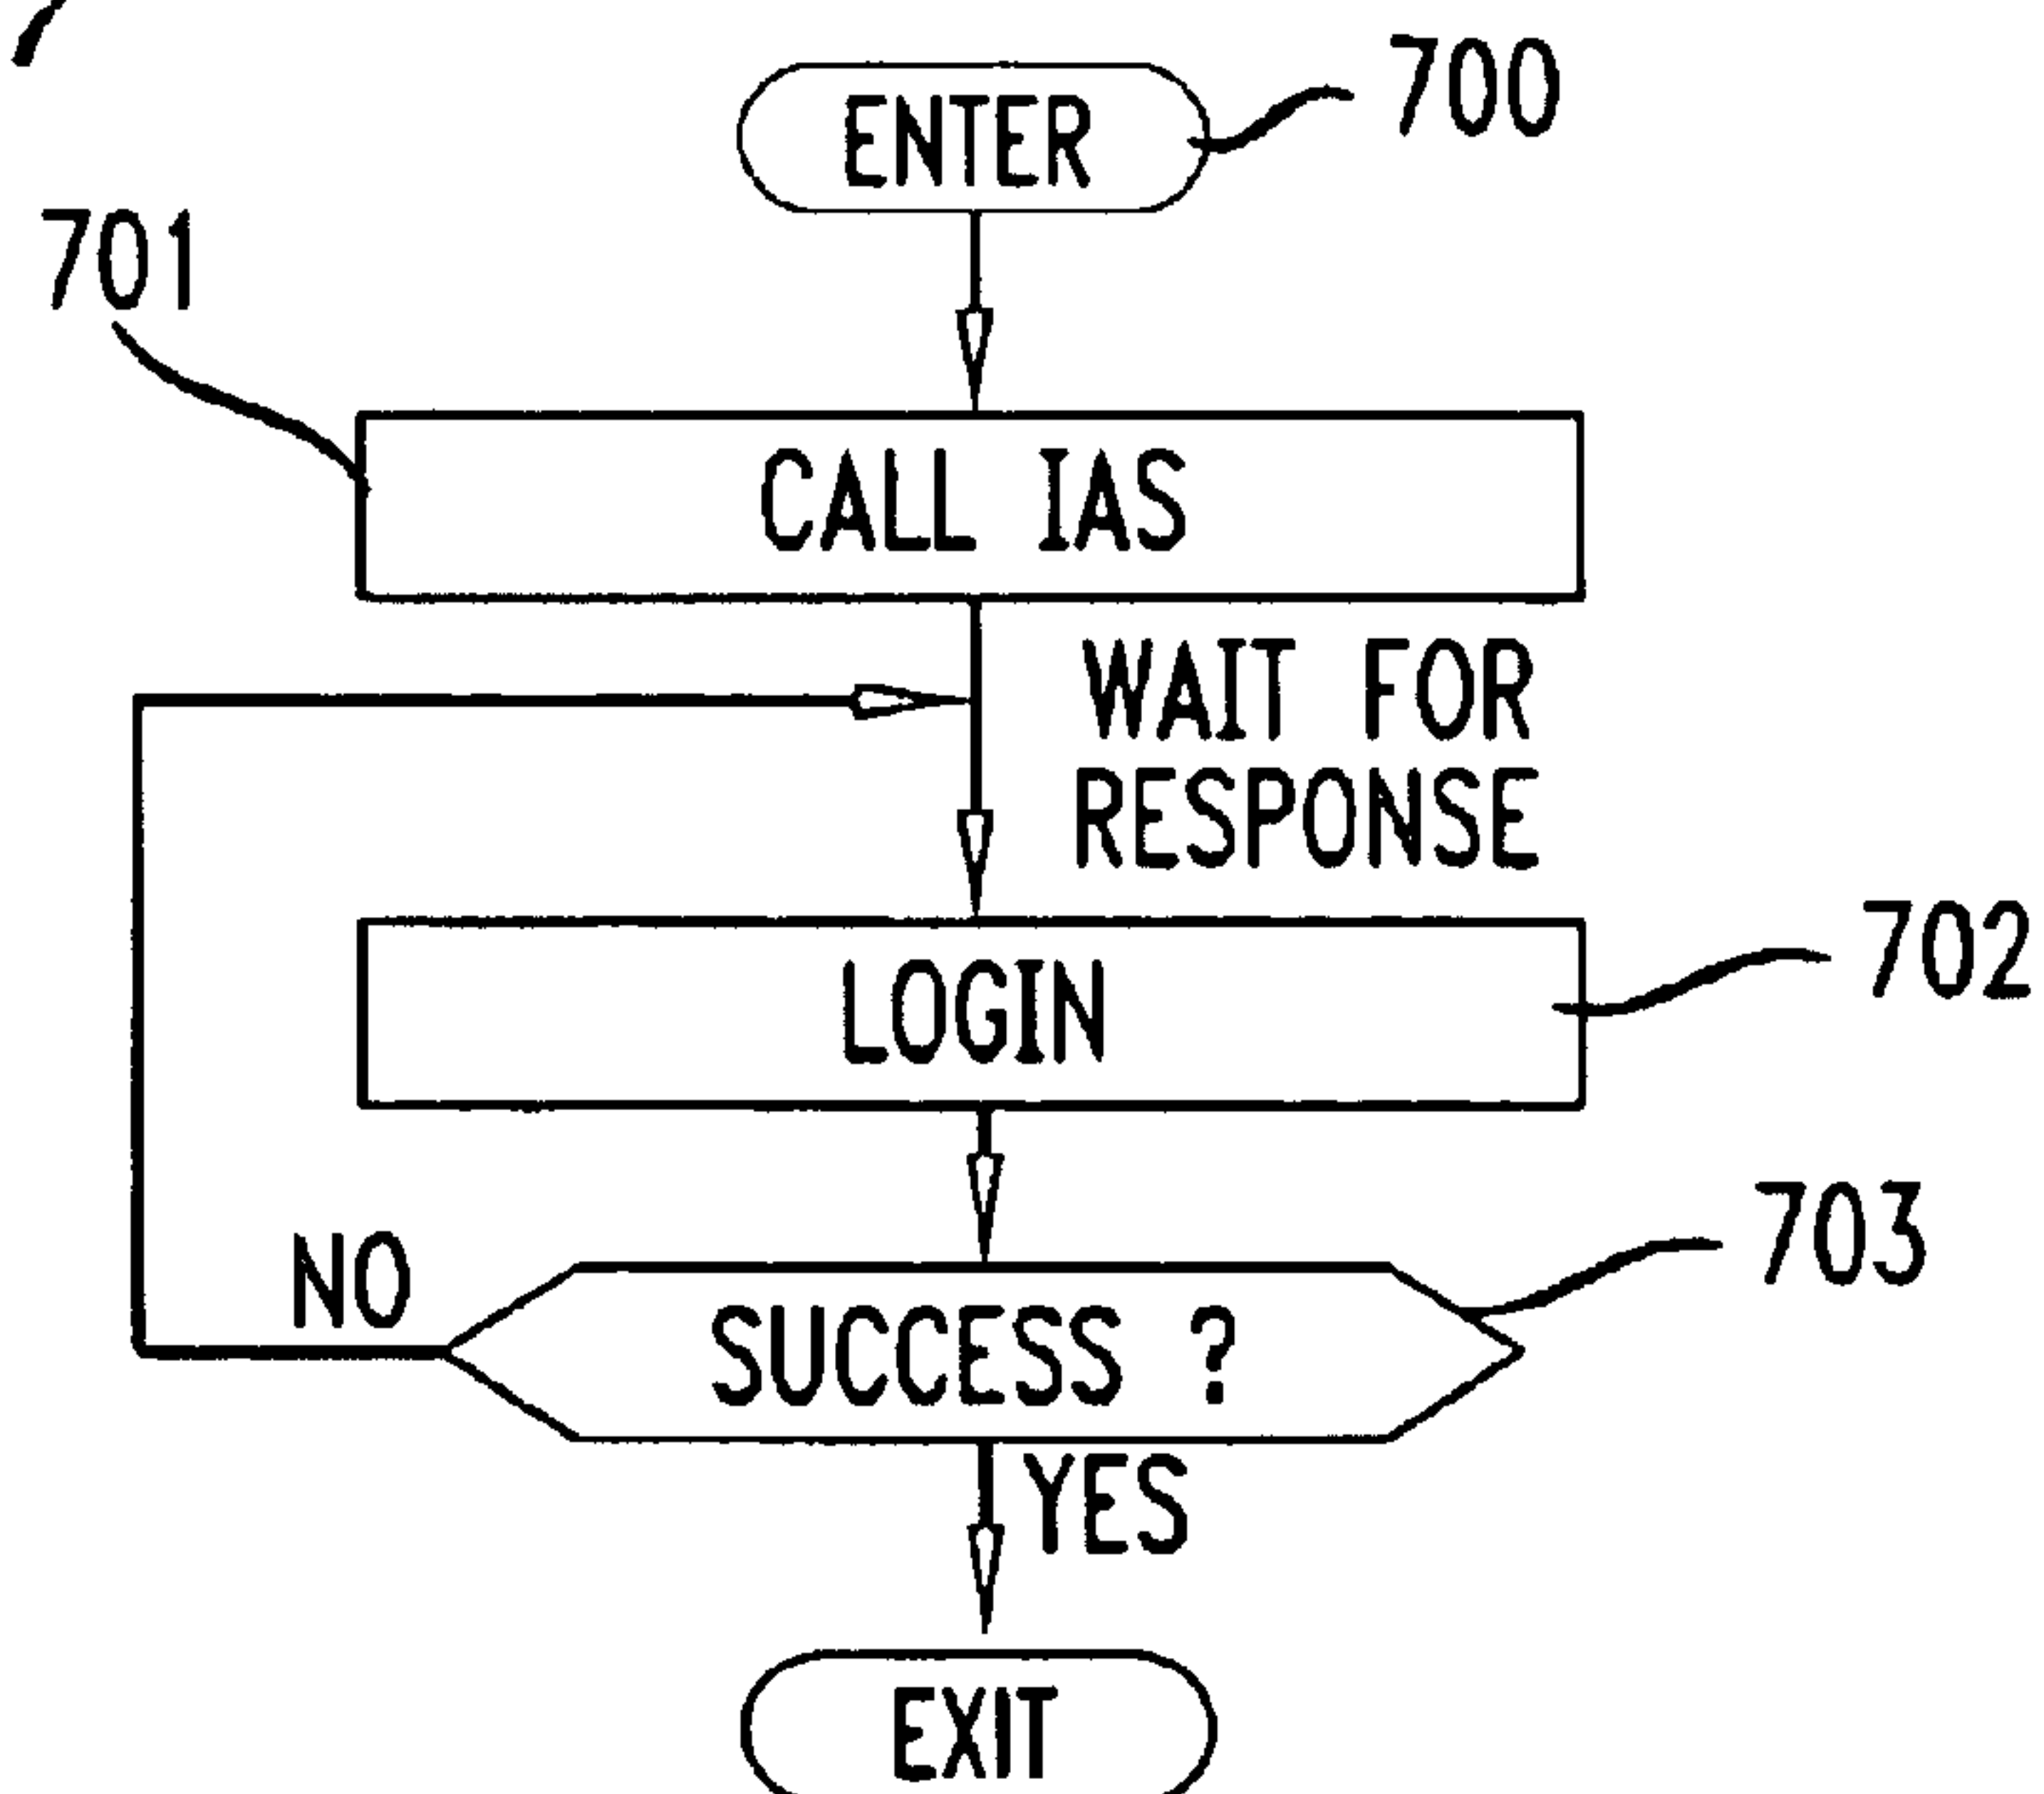 700
ENTER
701
CALL IAS
WAIT FOR
RESPONSE
702
LOGIN
703
NO
SUCCESS ?
YES
EXIT